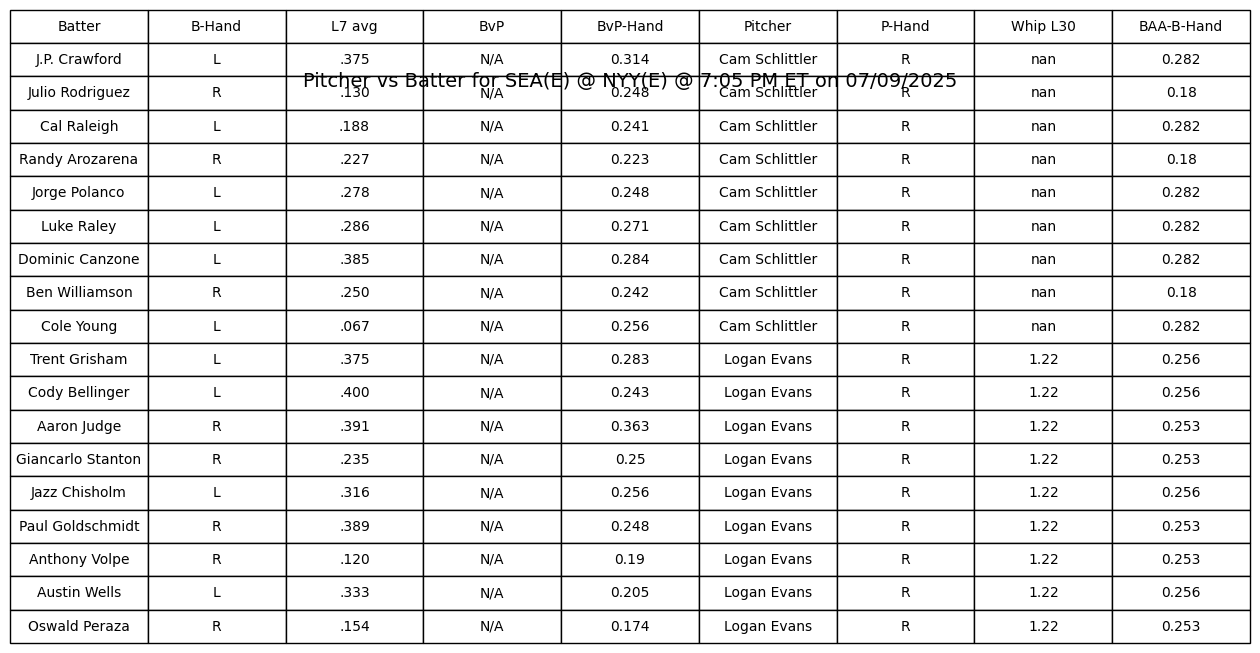 Batter B-Hand L7 avg BvP BvP-Hand Pitcher P-Hand Whip L30 BAA-B-Hand
J.P. Crawford L .375 N/A 0.314 Cam Schlittler R nan 0.282
Pitcher vs Batter for SEA(E) @ NYY(E) @ 7:05 PM ET on 07/09/2025
Julio Rodriguez R .130 N/A 0.248 Cam Schlittler R nan 0.18
Cal Raleigh L .188 N/A 0.241 Cam Schlittler R nan 0.282
Randy Arozarena R .227 N/A 0.223 Cam Schlittler R nan 0.18
Jorge Polanco L .278 N/A 0.248 Cam Schlittler R nan 0.282
Luke Raley L .286 N/A 0.271 Cam Schlittler R nan 0.282
Dominic Canzone L .385 N/A 0.284 Cam Schlittler R nan 0.282
Ben Williamson R .250 N/A 0.242 Cam Schlittler R nan 0.18
Cole Young L .067 N/A 0.256 Cam Schlittler R nan 0.282
Trent Grisham L .375 N/A 0.283 Logan Evans R 1.22 0.256
Cody Bellinger L .400 N/A 0.243 Logan Evans R 1.22 0.256
Aaron Judge R .391 N/A 0.363 Logan Evans R 1.22 0.253
Giancarlo Stanton R .235 N/A 0.25 Logan Evans R 1.22 0.253
Jazz Chisholm L .316 N/A 0.256 Logan Evans R 1.22 0.256
Paul Goldschmidt R .389 N/A 0.248 Logan Evans R 1.22 0.253
Anthony Volpe R .120 N/A 0.19 Logan Evans R 1.22 0.253
Austin Wells L .333 N/A 0.205 Logan Evans R 1.22 0.256
Oswald Peraza R .154 N/A 0.174 Logan Evans R 1.22 0.253